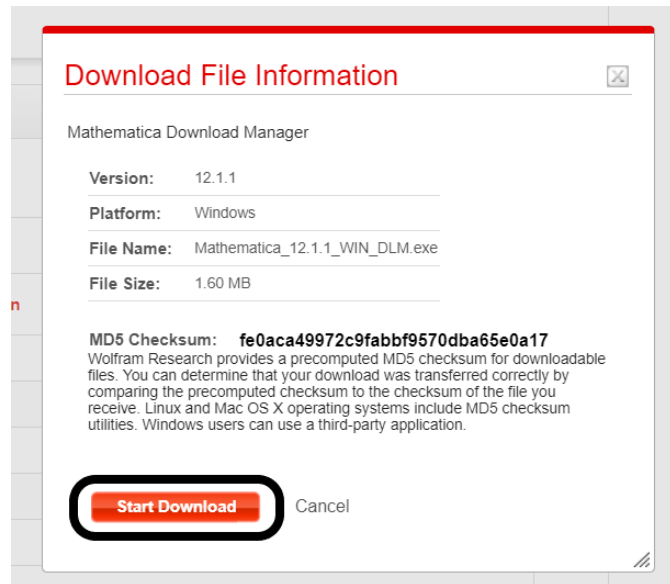 Download File Information
Mathematica Download Manager
Version: 12.1.1
Platform: Windows
File Name: Mathematica_12.1.1_WIN_DLM.exe
File Size: 1.60 MB
n
MD5 Checksum: fe0aca49972c9fabbf9570dba65e0a17
Wolfram Research provides a precomputed MD5 checksum for downloadable
files. You can determine that your download was transferred correctly by
comparing the precomputed checksum to the checksum of the file you
receive. Linux and Mac OS X operating systems include MD5 checksum
utilities. Windows users can use a third-party application.
Start Download Cancel